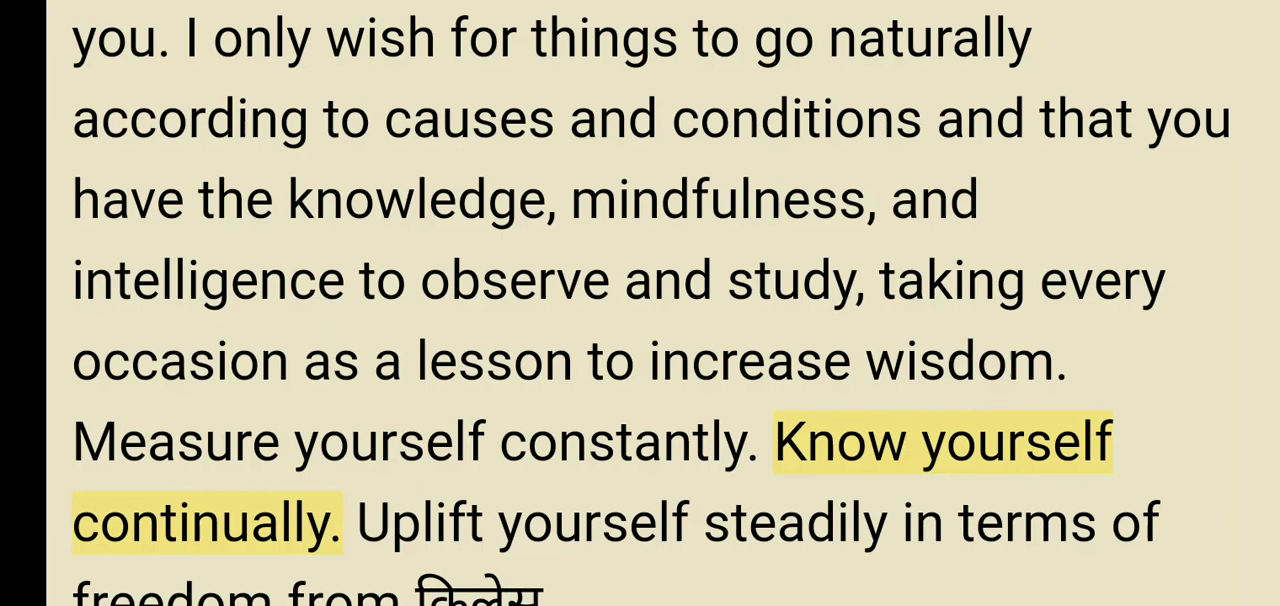 you. I only wish for things to go naturally
according to causes and conditions and that you
have the knowledge, mindfulness, and
intelligence to observe and study, taking every
occasion as a lesson to increase wisdom.
Measure yourself constantly. Know yourself
continually. Uplift yourself steadily in terms of
freedom from किलेस